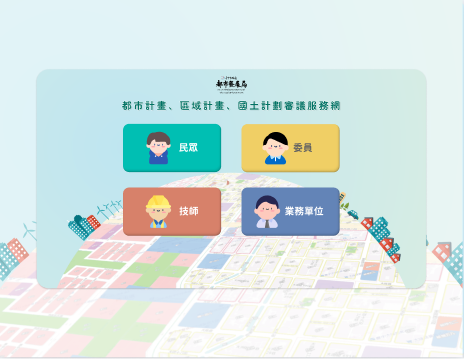 都市發展局
都市計畫、區域計畫、國土計劃審議服務網
民眾
委員
技師
業務單位